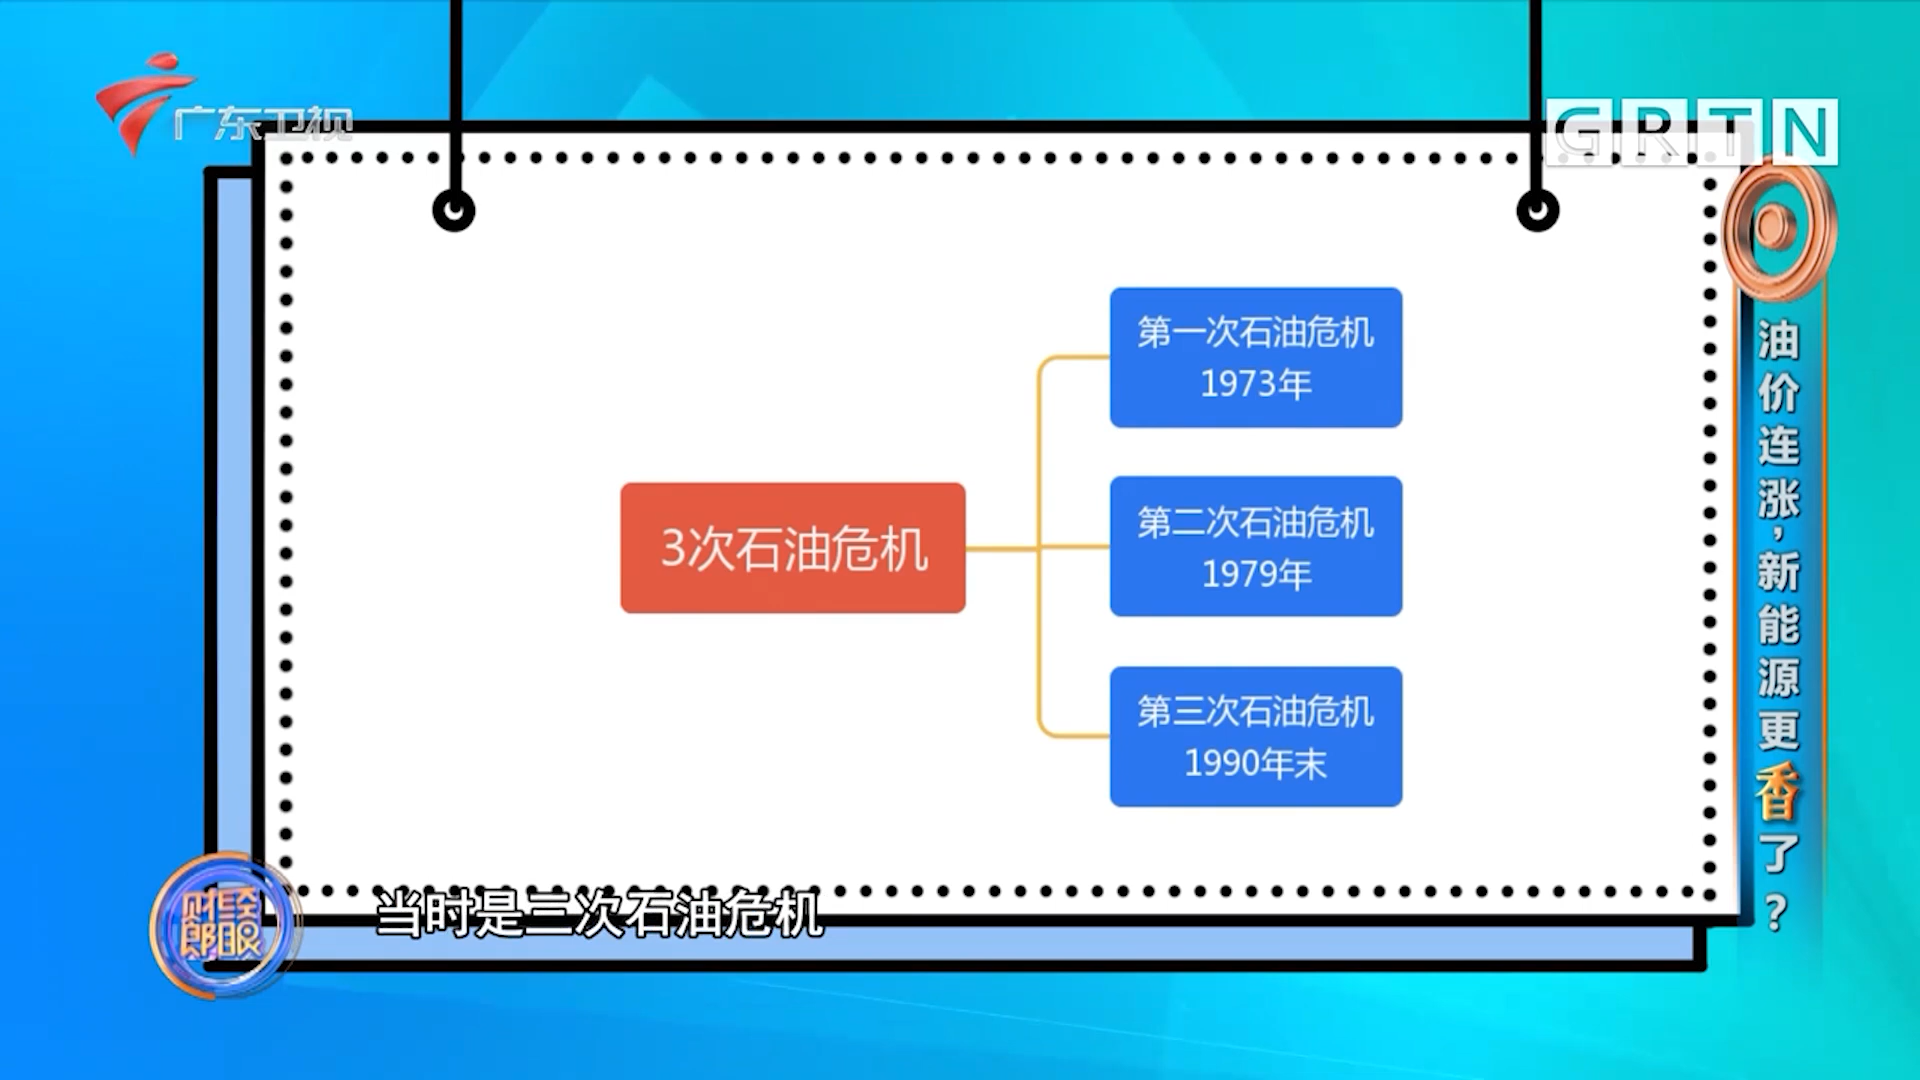 广东卫视
GRTN
第一次石油危机
1973年
3次石油危机
第二次石油危机
1979年
第三次石油危机
1990年末
油价连涨,新能源更香了?
财经
郎眼
当时是三次石油危机